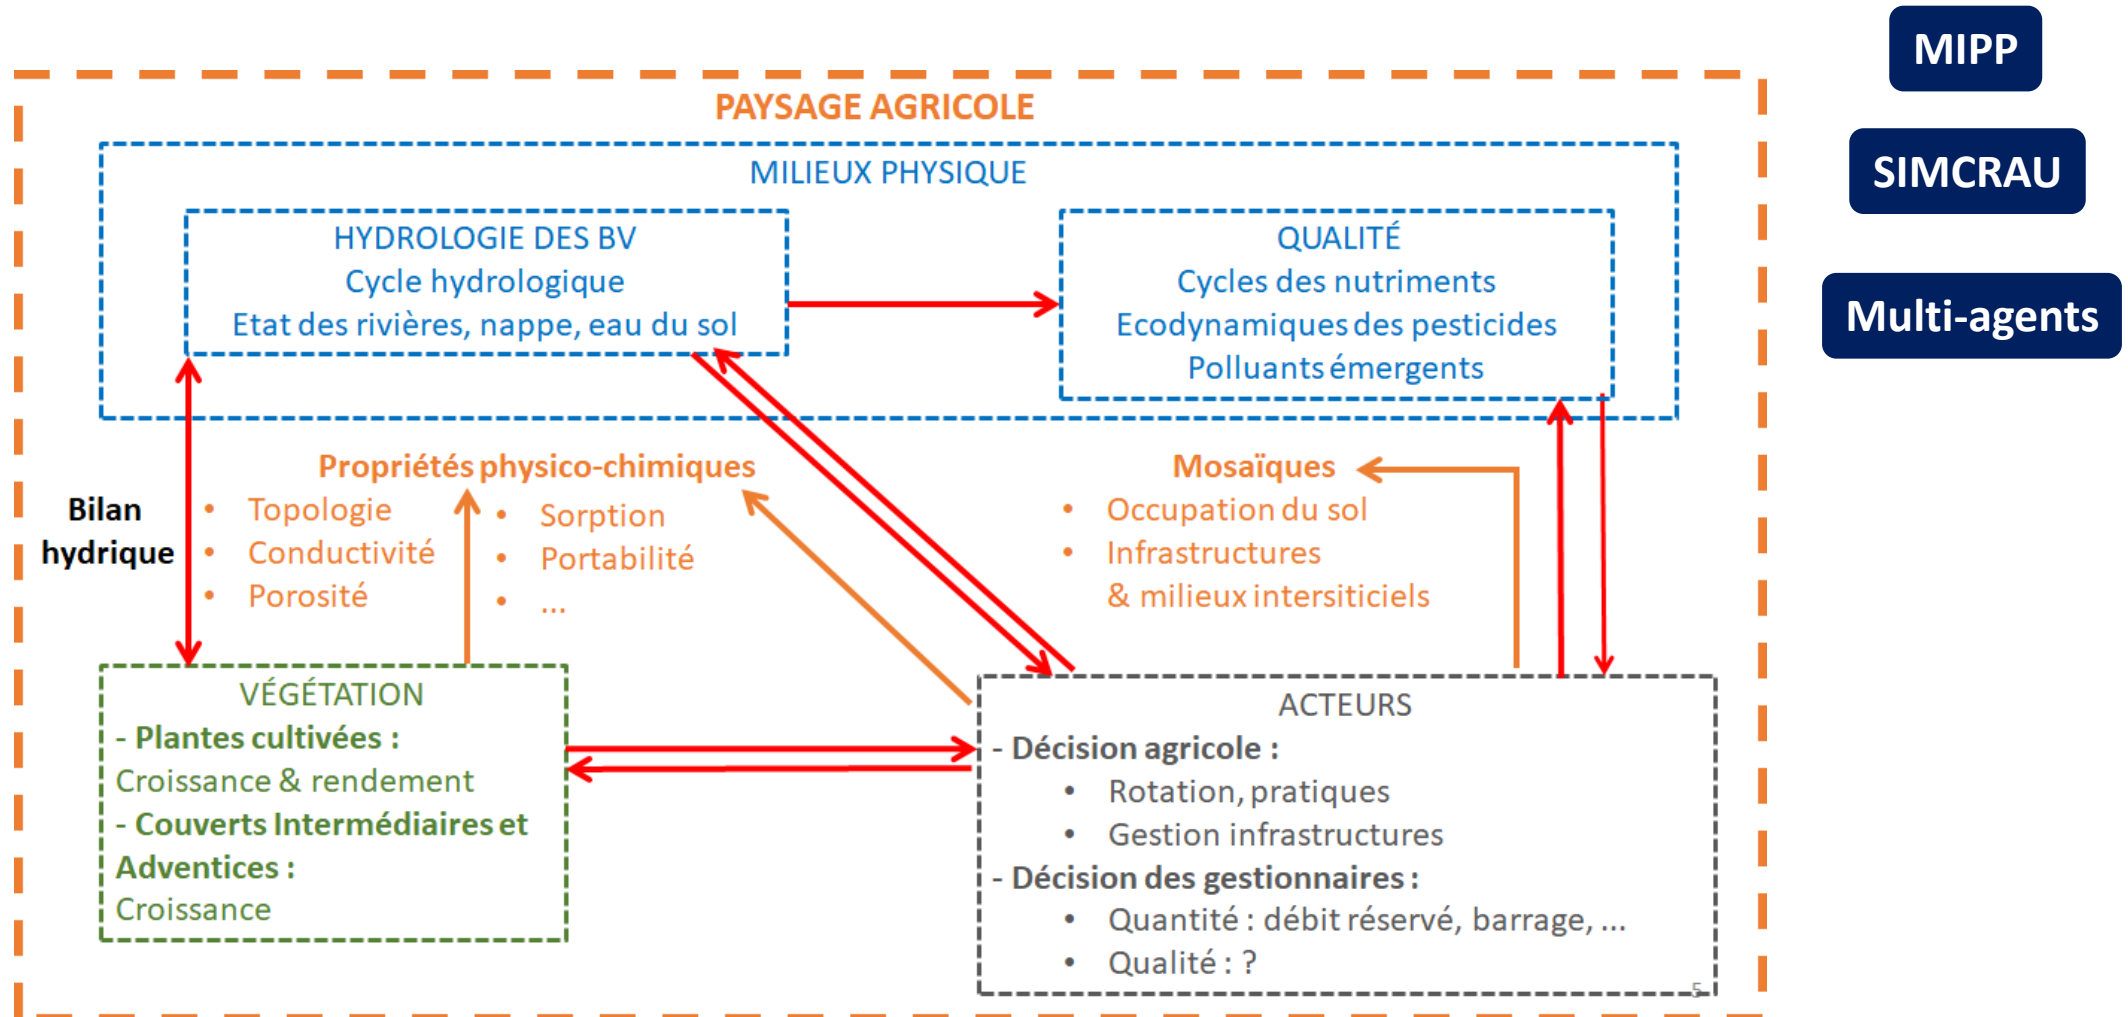 MIPP
SIMCRAU
Multi-agents
PAYSAGE AGRICOLE
MILIEUX PHYSIQUE
HYDROLOGIE DES BV
Cycle hydrologique
Etat des rivières, nappe, eau du sol
QUALITÉ
Cycles des nutriments
Ecodynamiques des pesticides
Polluants émergents
Bilan
hydrique
Propriétés physico-chimiques
• Topologie
• Conductivité
• Porosité
• Sorption
• Portabilité
• ...
Mosaïques
• Occupation du sol
• Infrastructures
& milieux intersiticiels
VÉGÉTATION
- Plantes cultivées :
Croissance & rendement
- Couverts Intermédiaires et
Adventices :
Croissance
ACTEURS
- Décision agricole :
• Rotation, pratiques
• Gestion infrastructures
- Décision des gestionnaires :
• Quantité : débit réservé, barrage, ...
• Qualité : ?
5